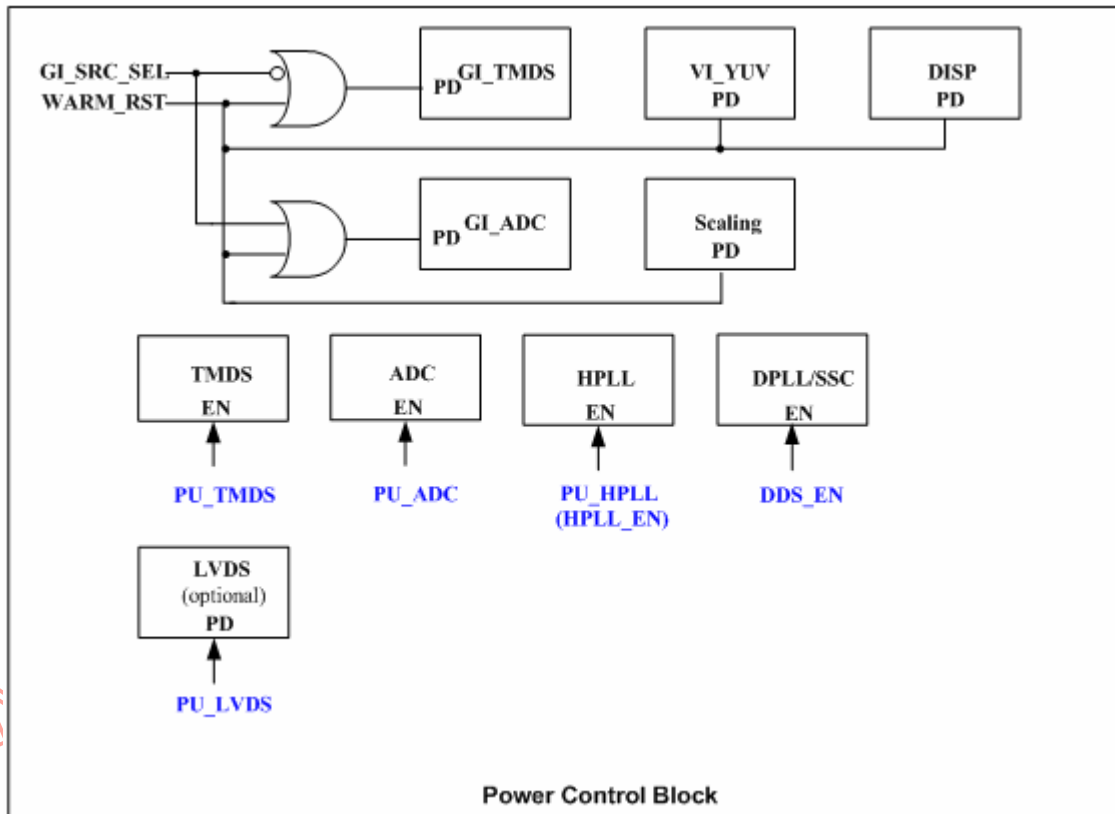 GI_SRC_SEL
WARM_RST
PD GI_TMDS
VI_YUV
PD
DISP
PD
PD GI_ADC
Scaling
PD
TMDS
EN
PU_TMDS
ADC
EN
PU_ADC
HPLL
EN
PU_HPLL
(HPLL_EN)
DPLL/SSC
EN
DDS_EN
LVDS
(optional)
PD
PU_LVDS
Power Control Block